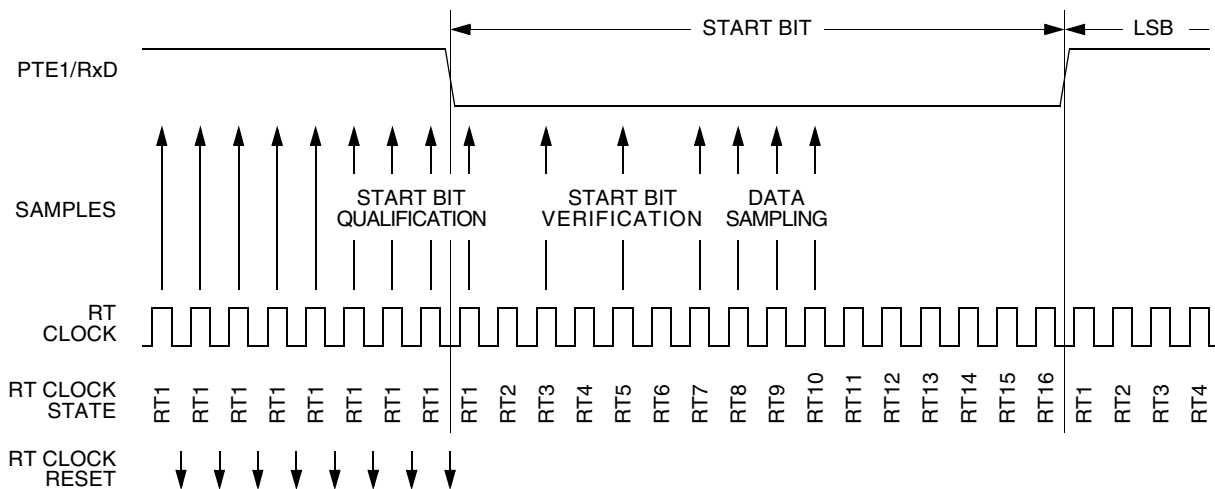 START BIT
LSB
PTE1/RxD
SAMPLES
START BIT
QUALIFICATION
START BIT
VERIFICATION
DATA
SAMPLING
RT
CLOCK
RT CLOCK
STATE
RT1 RT1 RT1 RT1 RT1 RT1 RT1 RT1 RT1 RT2 RT3 RT4 RT5 RT6 RT7 RT8 RT9 RT10 RT11 RT12 RT13 RT14 RT15 RT16 RT1 RT2 RT3 RT4
RT CLOCK
RESET